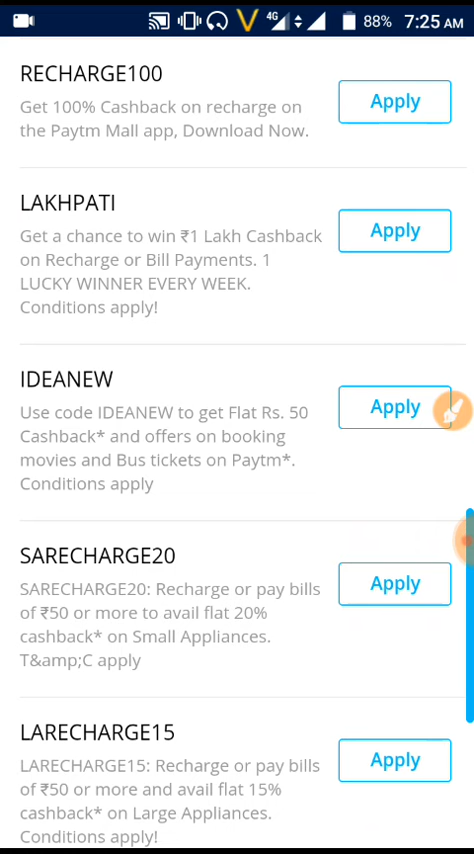 4G 88% 7:25 AM
RECHARGE100
Apply
Get 100% Cashback on recharge on
the Paytm Mall app, Download Now.
LAKHPATI
Apply
Get a chance to win ₹1 Lakh Cashback
on Recharge or Bill Payments. 1
LUCKY WINNER EVERY WEEK.
Conditions apply!
IDEANEW
Apply
Use code IDEANEW to get Flat Rs. 50
Cashback* and offers on booking
movies and Bus tickets on Paytm*.
Conditions apply
SARECHARGE20
Apply
SARECHARGE20: Recharge or pay bills
of ₹50 or more to avail flat 20%
cashback* on Small Appliances.
T&amp;C apply
LARECHARGE15
Apply
LARECHARGE15: Recharge or pay bills
of ₹50 or more and avail flat 15%
cashback* on Large Appliances.
Conditions apply!